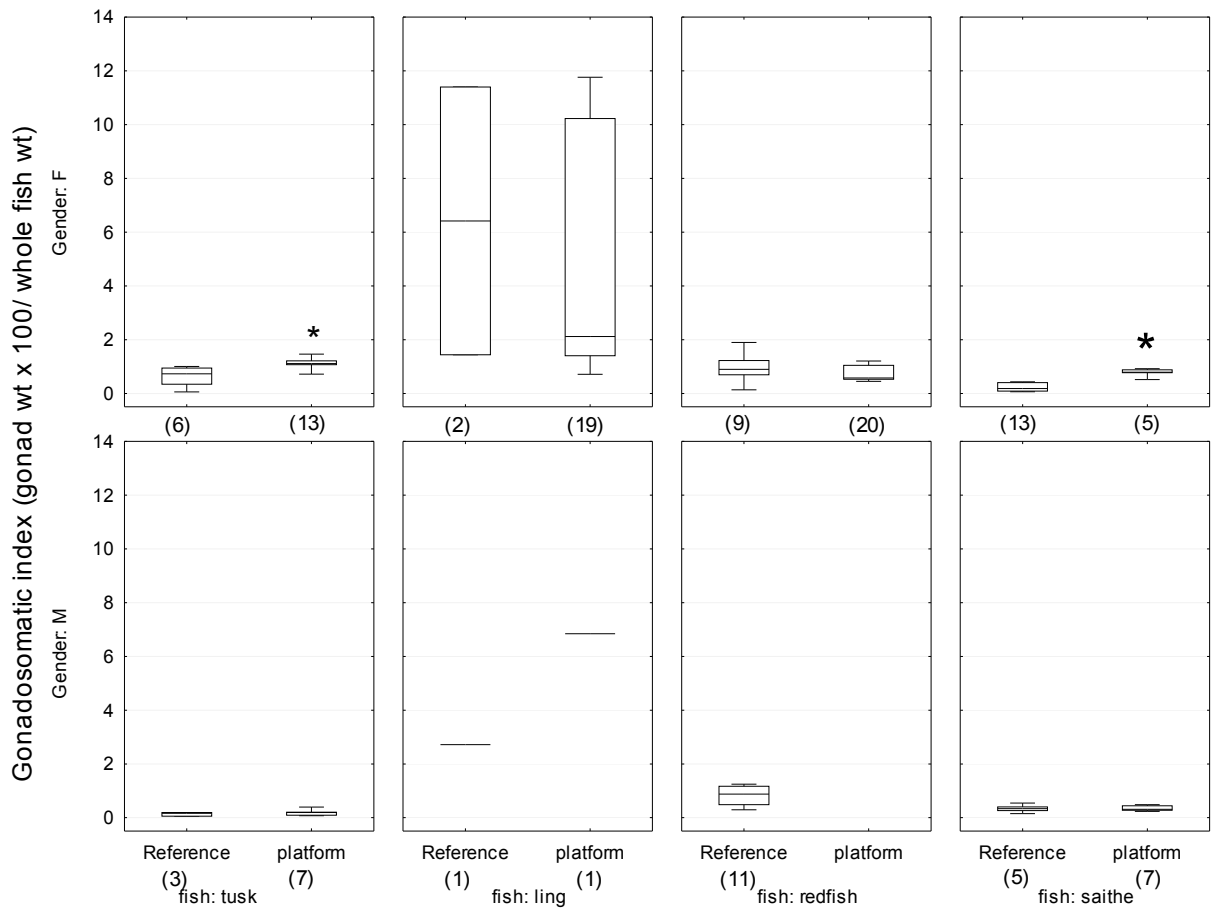 Gonadosomatic index (gonad wt x 100/ whole fish wt)
Gender: F
14
12
10
8
6
4
2
0
*
*
(6) (13) (2) (19) (9) (20) (13) (5)
Gender: M
14
12
10
8
6
4
2
0
Reference platform Reference platform Reference platform Reference platform
(3) (7) (1) (1) (11) (5) (7)
fish: tusk fish: ling fish: redfish fish: saithe